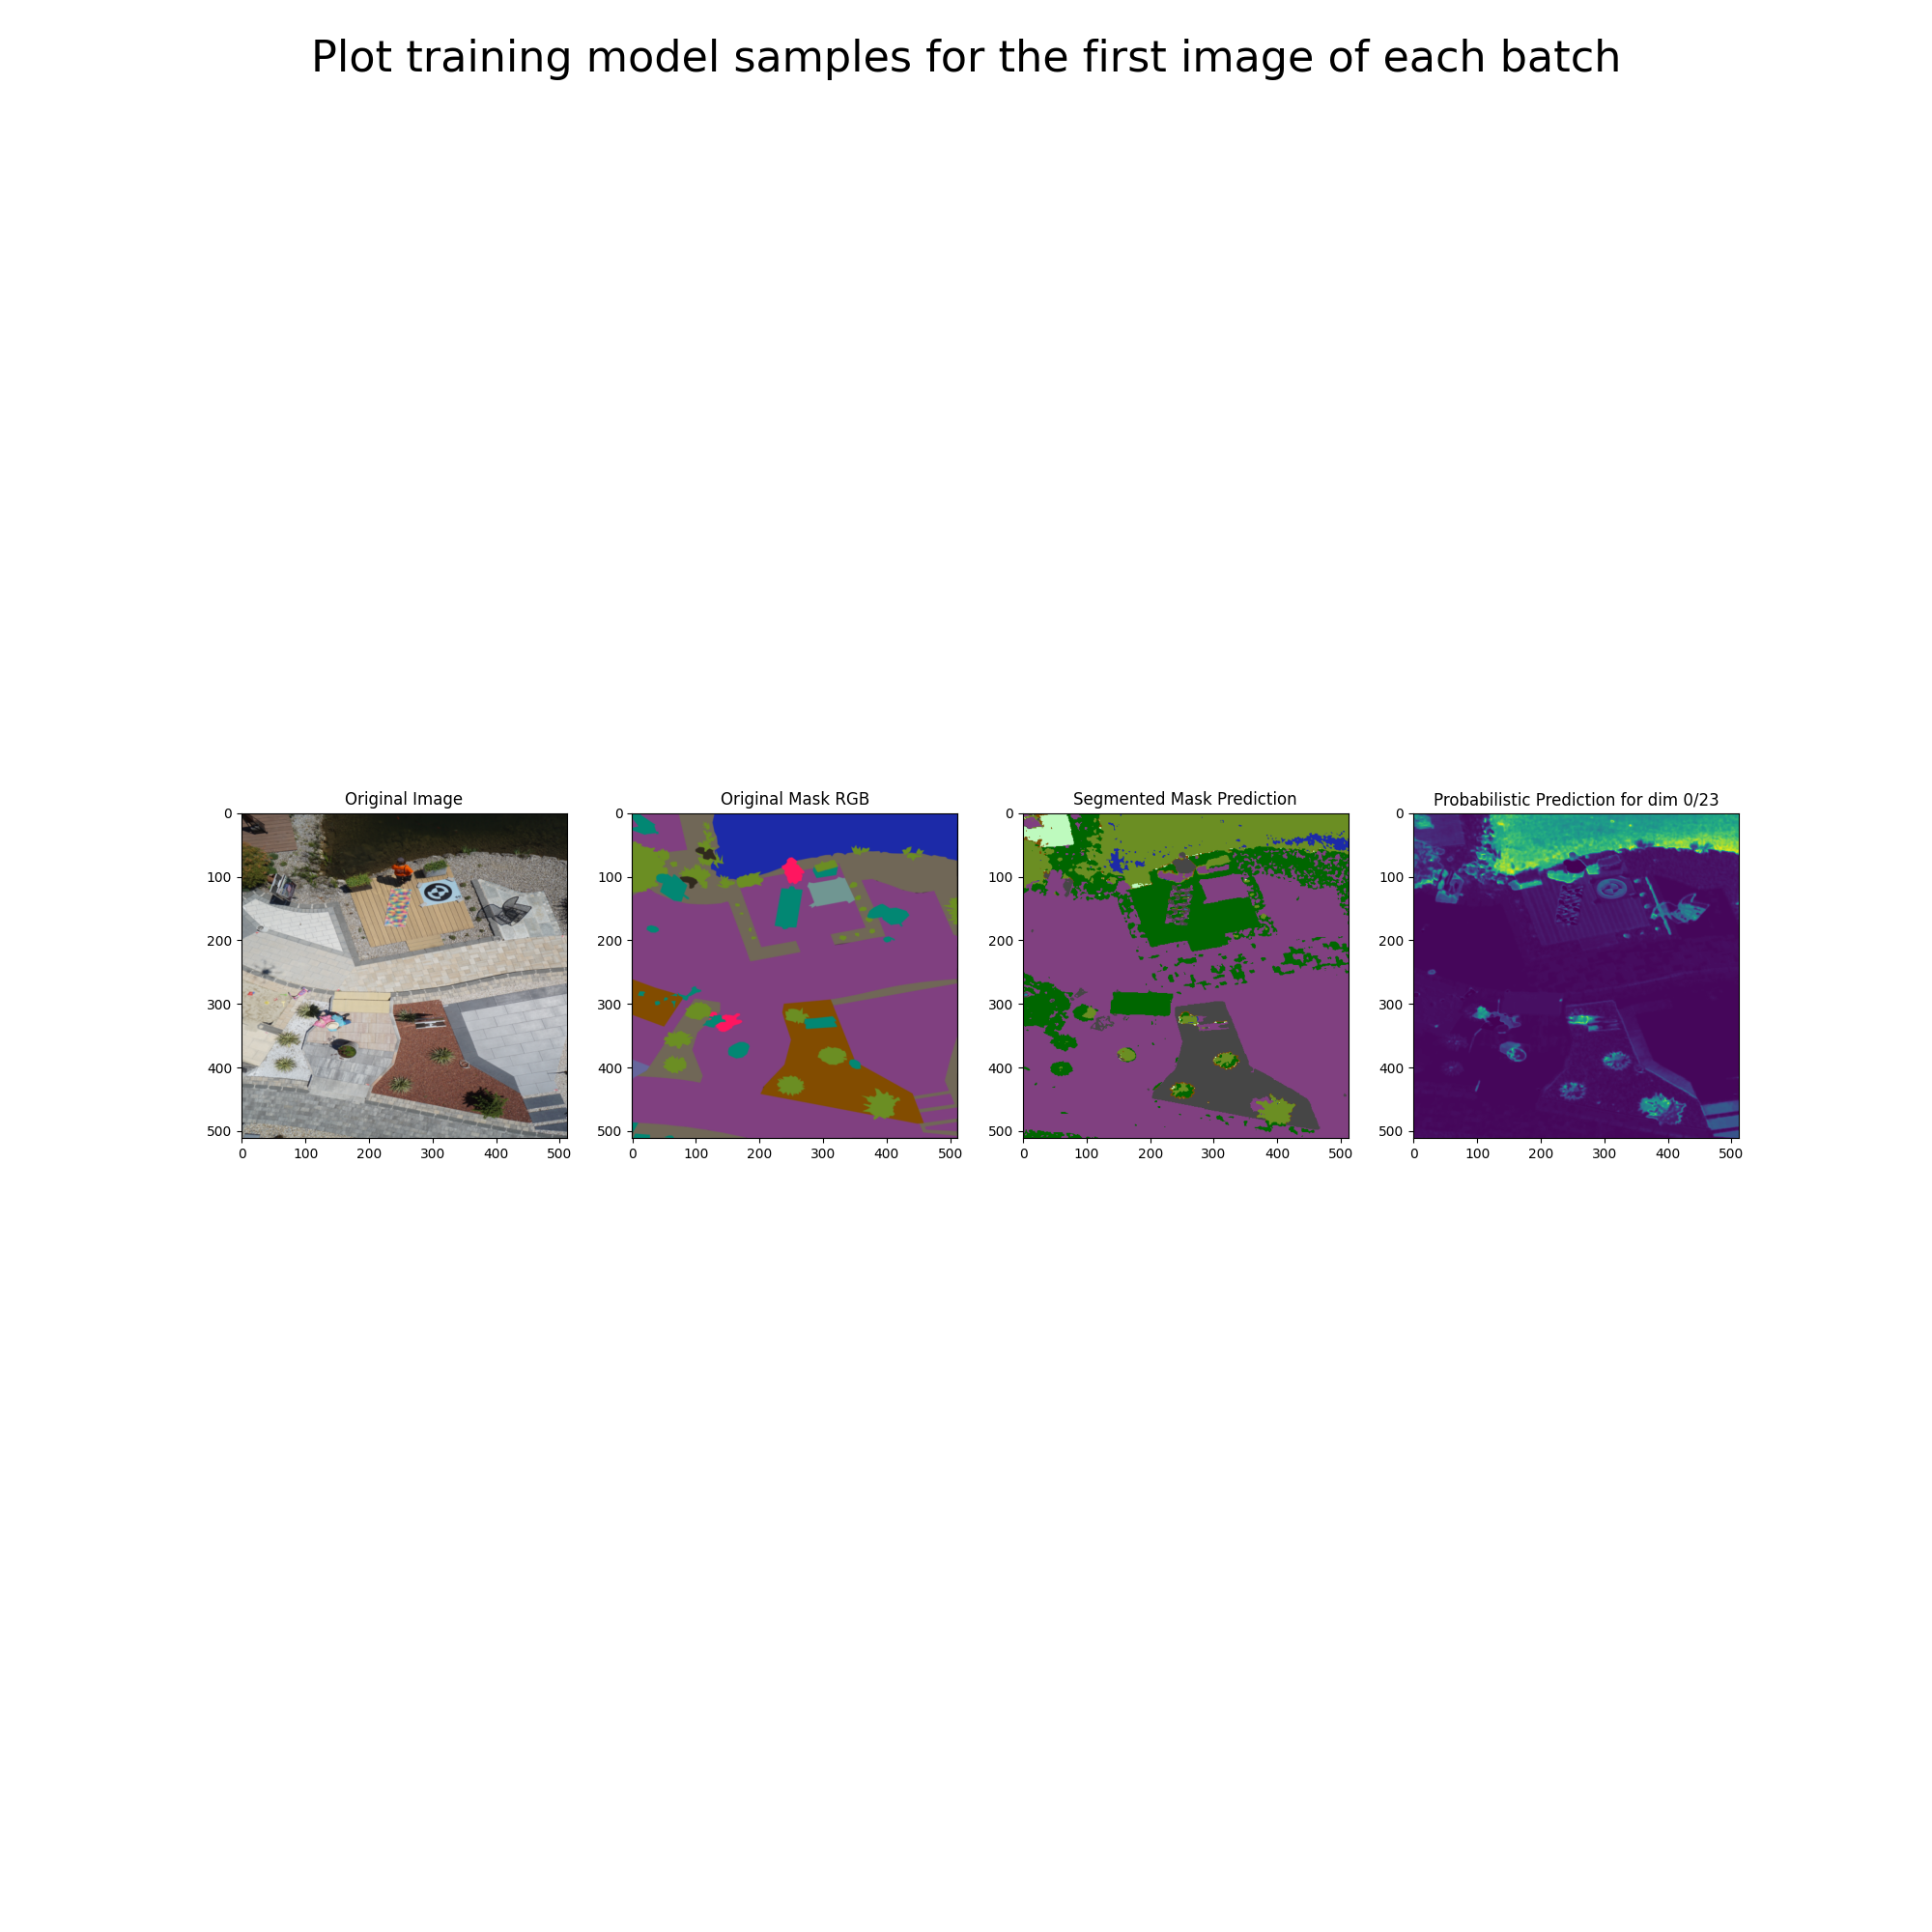 Plot training model samples for the first image of each batch
Original Image
Original Mask RGB
Segmented Mask Prediction
Probabilistic Prediction for dim 0/23
0
100
200
300
400
500
0 100 200 300 400 500
0
100
200
300
400
500
0 100 200 300 400 500
0
100
200
300
400
500
0 100 200 300 400 500
0
100
200
300
400
500
0 100 200 300 400 500